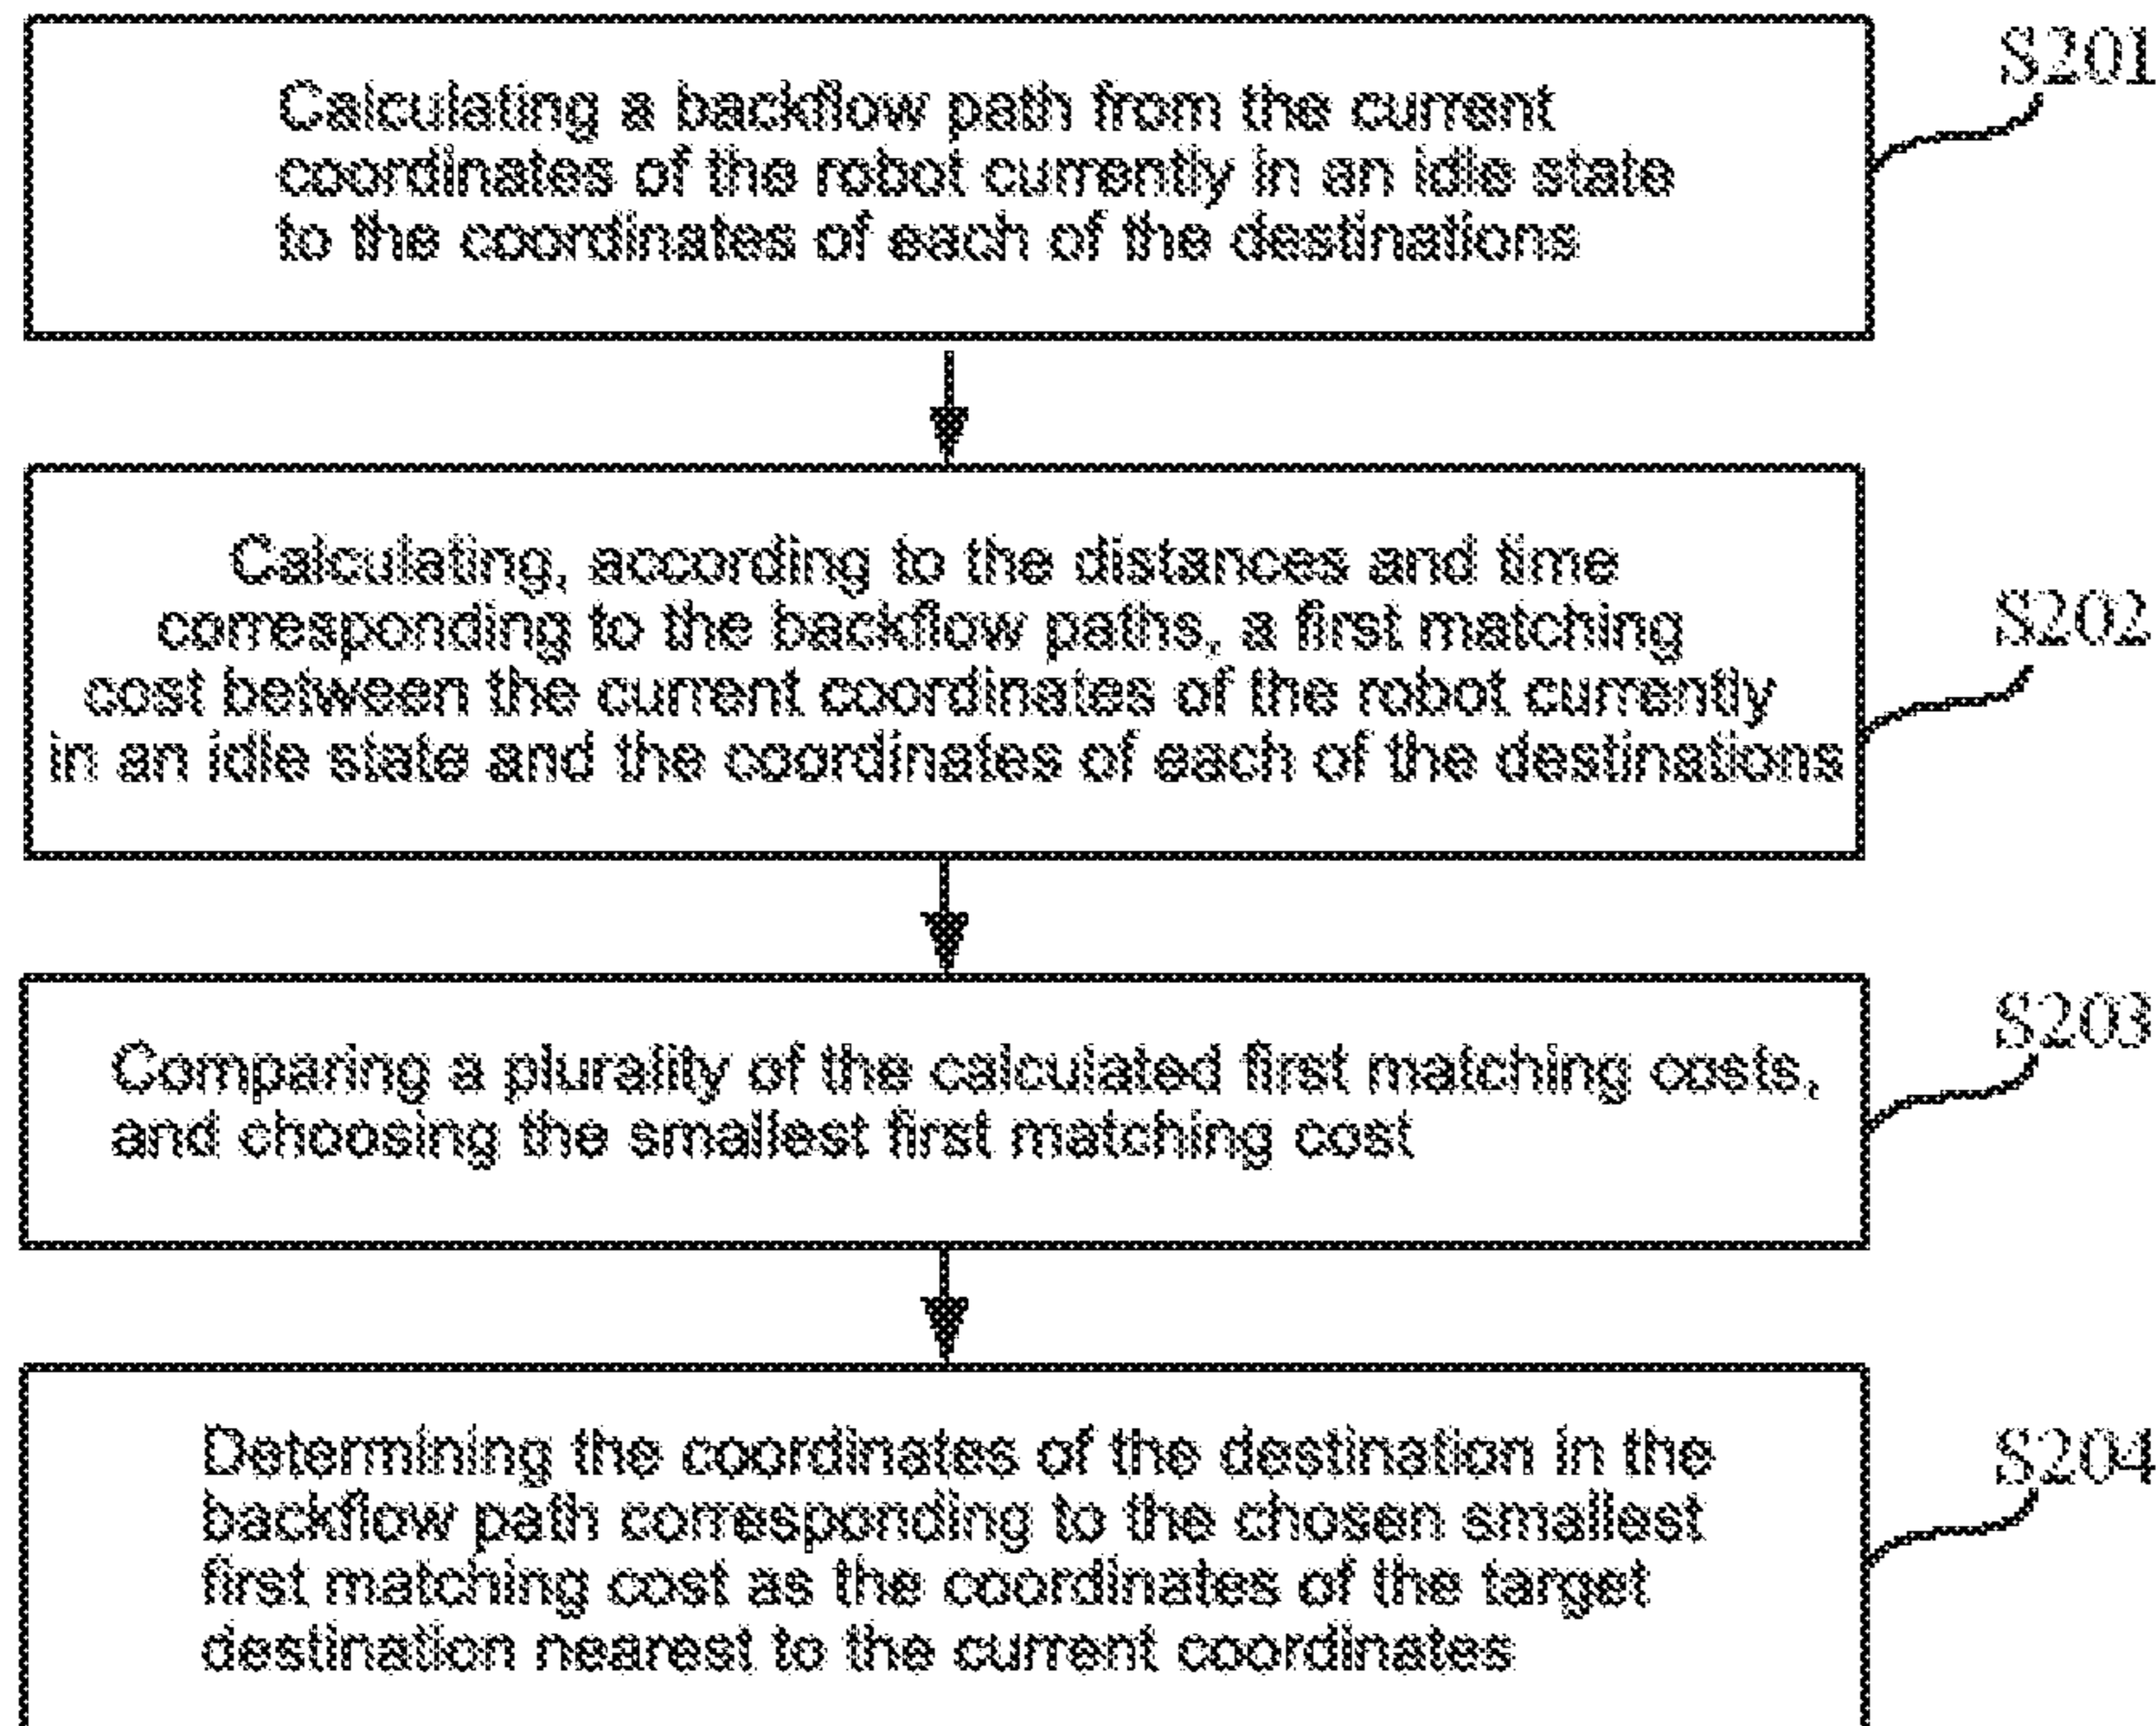 Calculating a backflow path from the current
coordinates of the robot currently in an idle state
to the coordinates of each of the destinations
S201
Calculating, according to the distances and time
corresponding to the backflow paths, a first matching
cost between the current coordinates of the robot currently
in an idle state and the coordinates of each of the destinations
S202
Comparing a plurality of the calculated first matching costs,
and choosing the smallest first matching cost
S203
Determining the coordinates of the destination in the
backflow path corresponding to the chosen smallest
first matching cost as the coordinates of the target
destination nearest to the current coordinates
S204